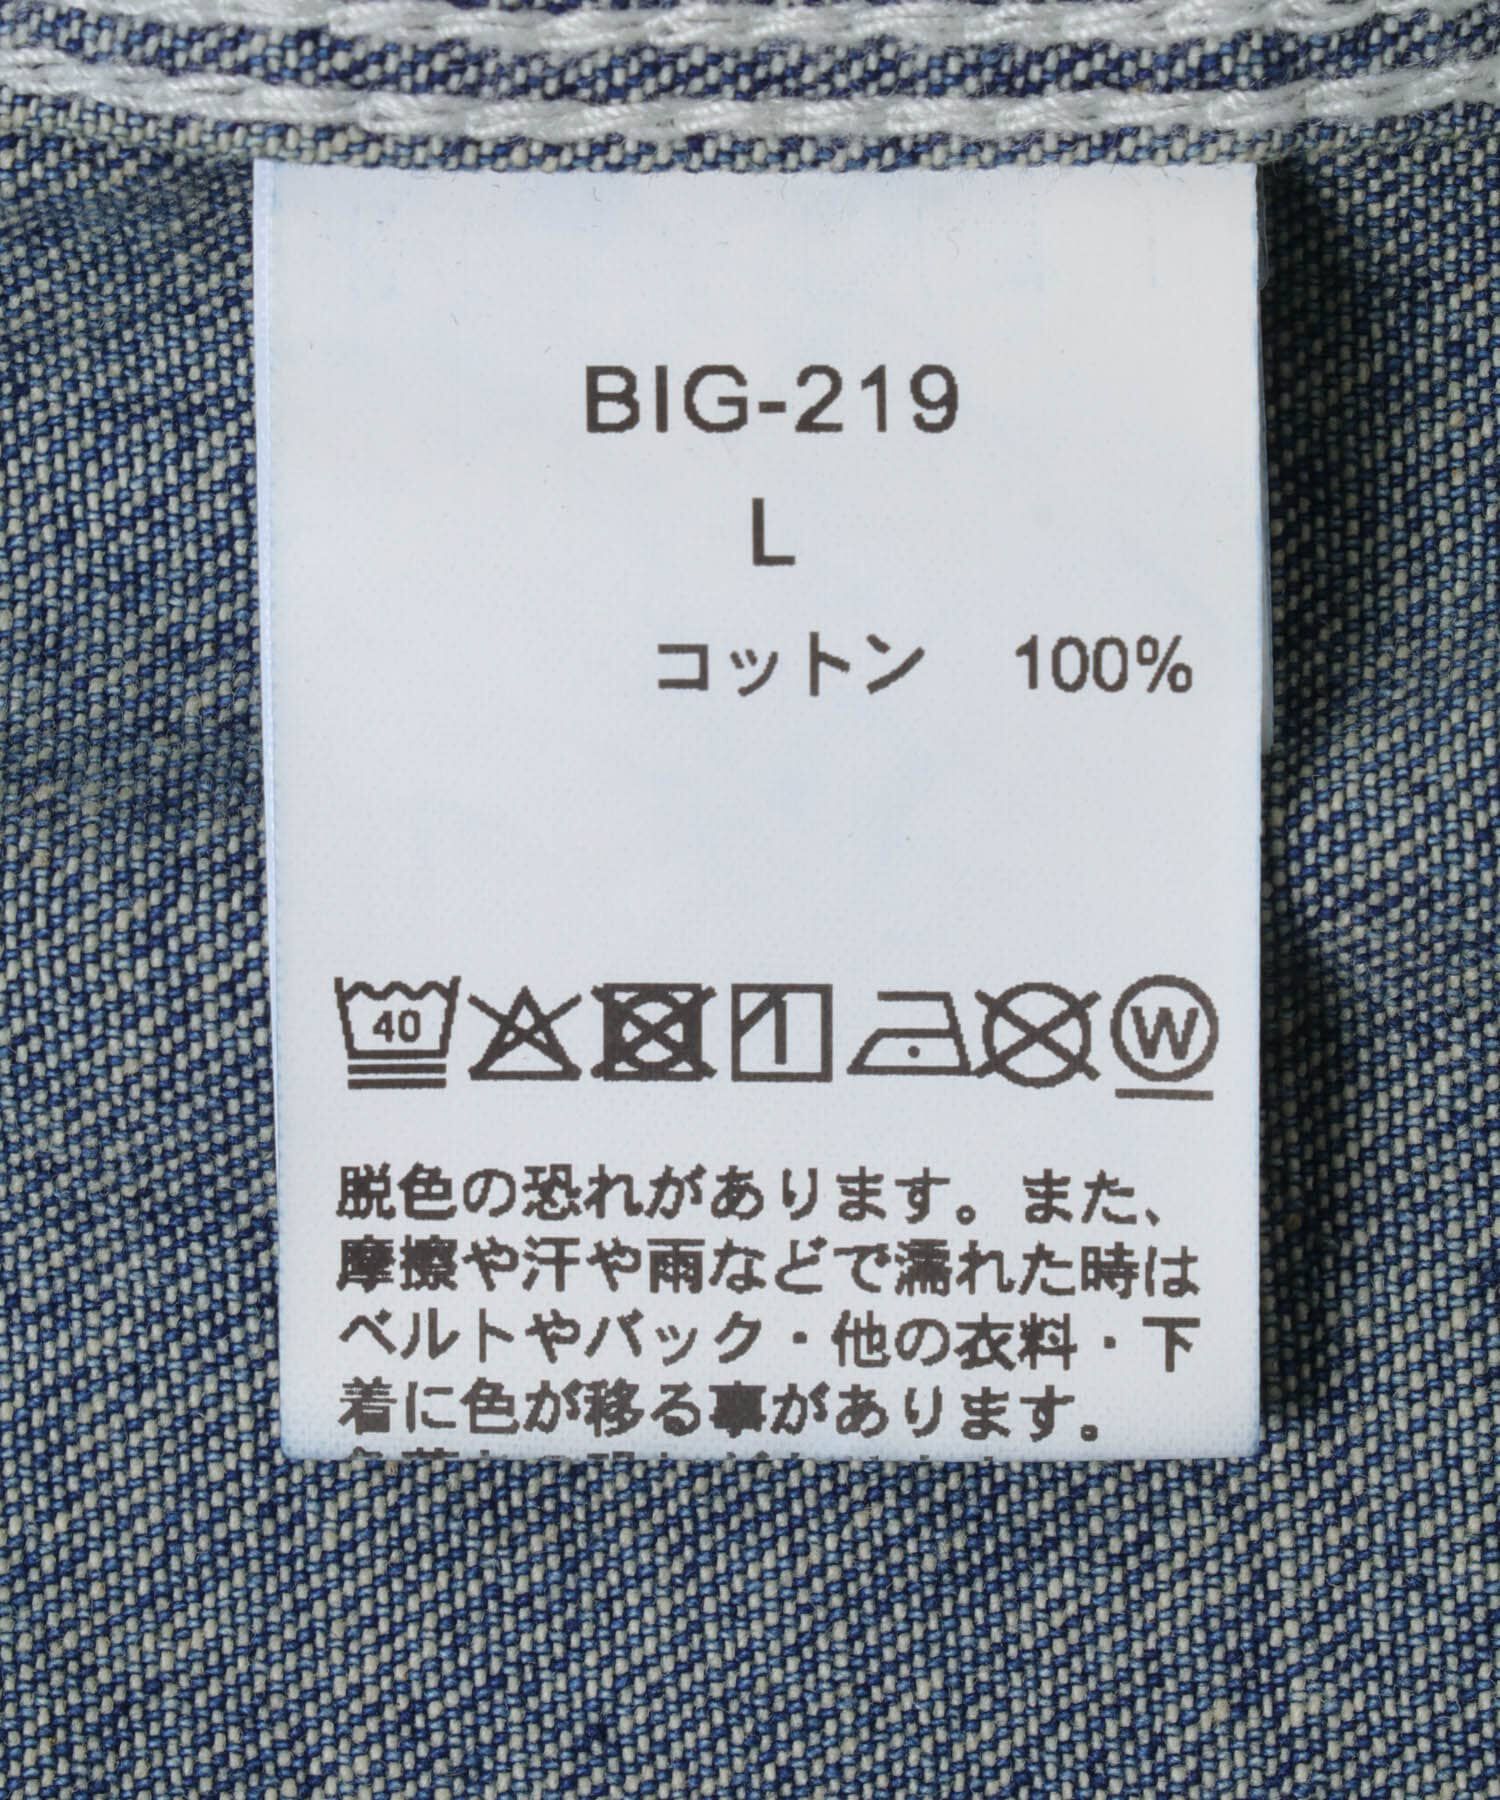 BIG-219
L
コットン 100%
40
W
脱色の恐れがあります。また、
摩擦や汗や雨などで濡れた時は
ベルトやバック・他の衣料・下
着に色が移る事があります。